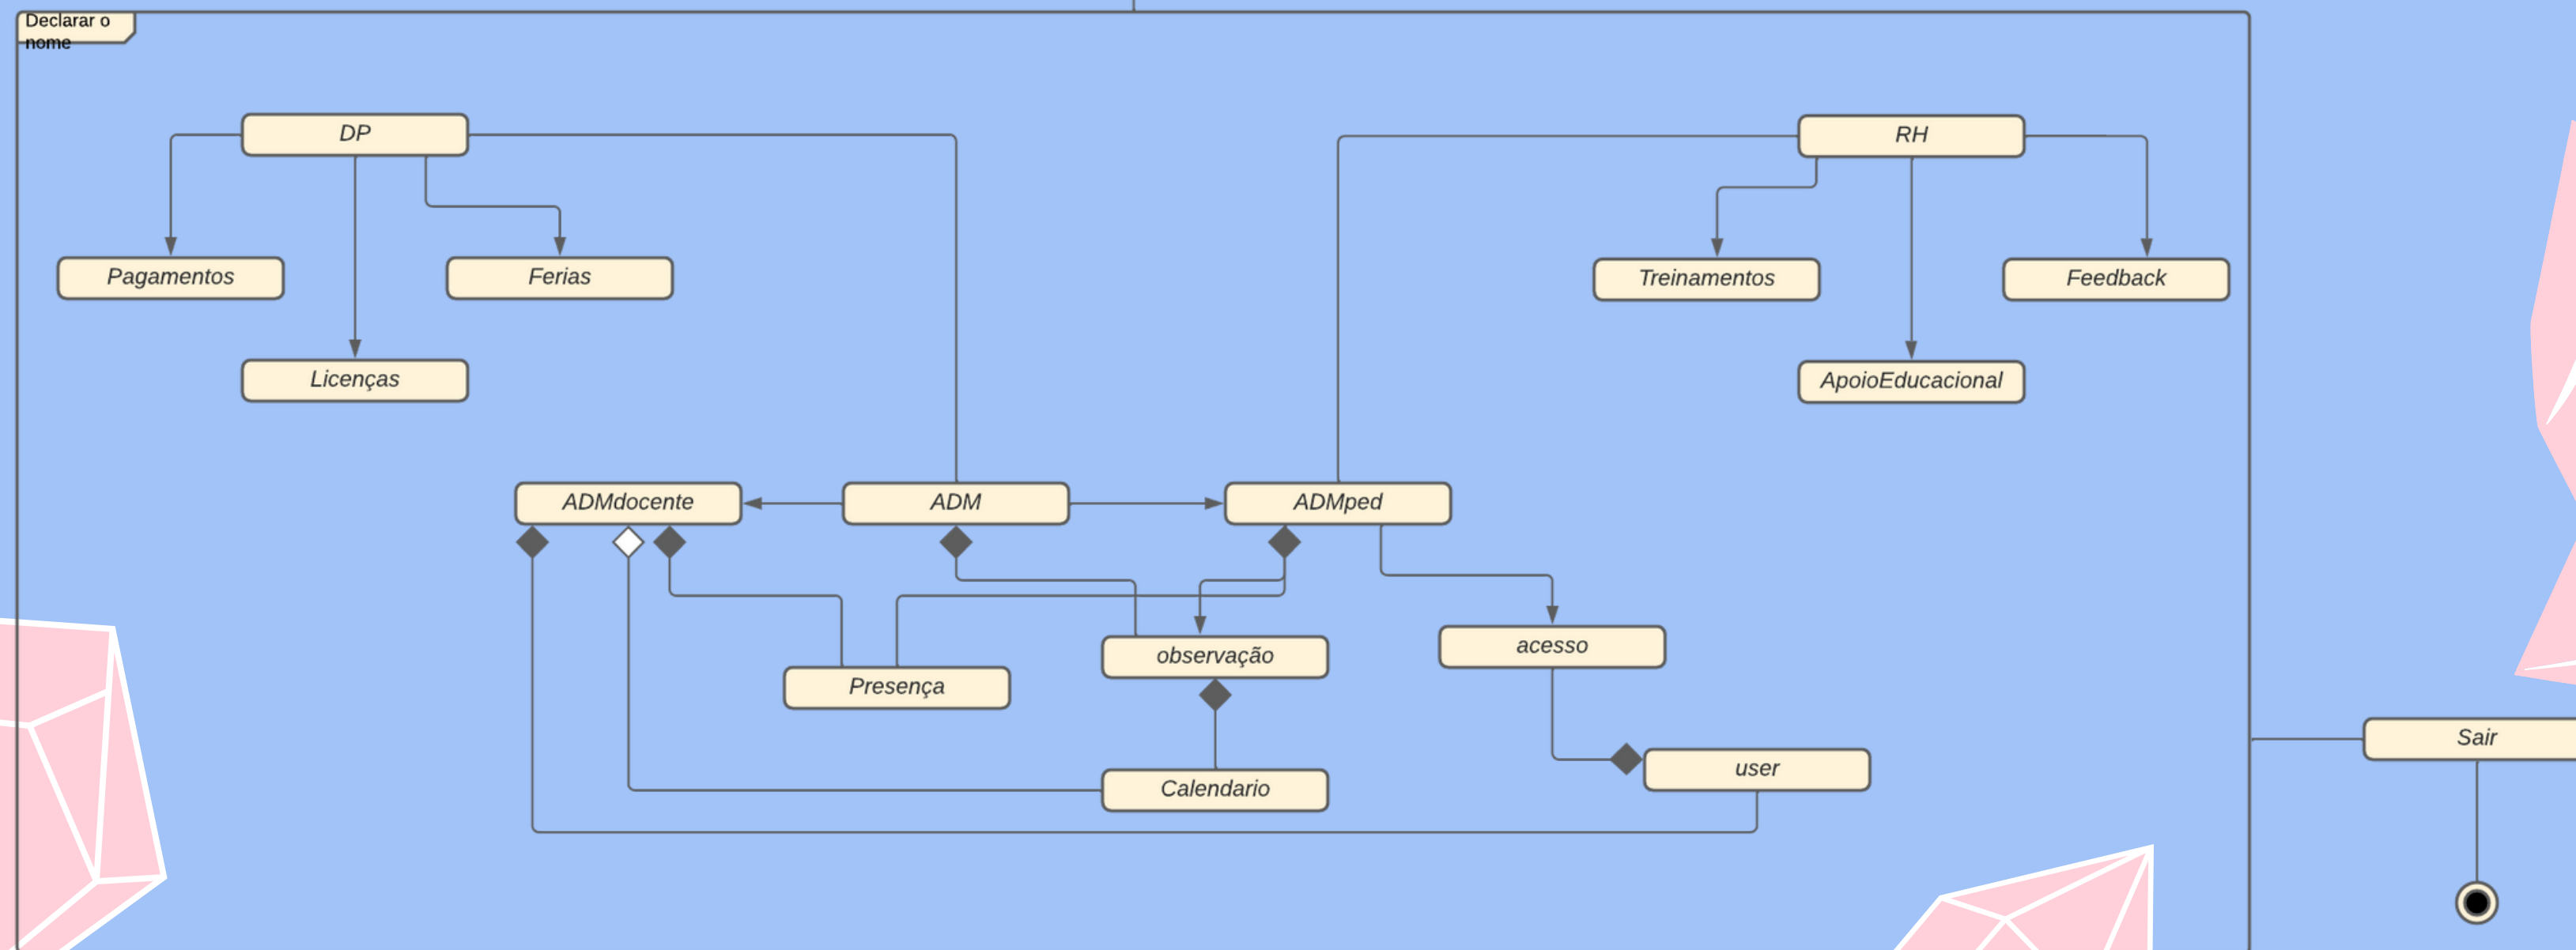 Declarar o
nome
DP
RH
Pagamentos
Ferias
Treinamentos
Feedback
Licenças
ApoioEducacional
ADMdocente
ADM
ADMped
acesso
observação
Presença
Sair
user
Calendario